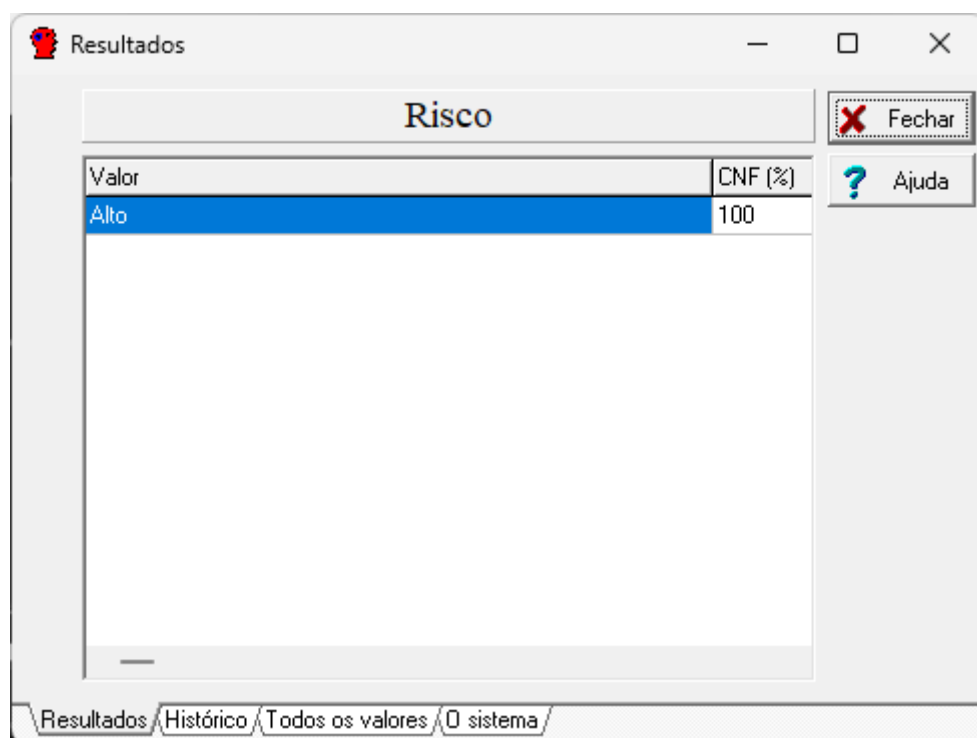 Resultados
Risco
Fechar
Valor CNF (%)
Ajuda
Alto 100
Resultados Histórico Todos os valores O sistema